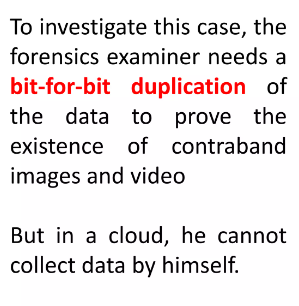 To investigate this case, the
forensics examiner needs a
bit-for-bit duplication of
the data to prove the
existence of contraband
images and video
But in a cloud, he cannot
collect data by himself.